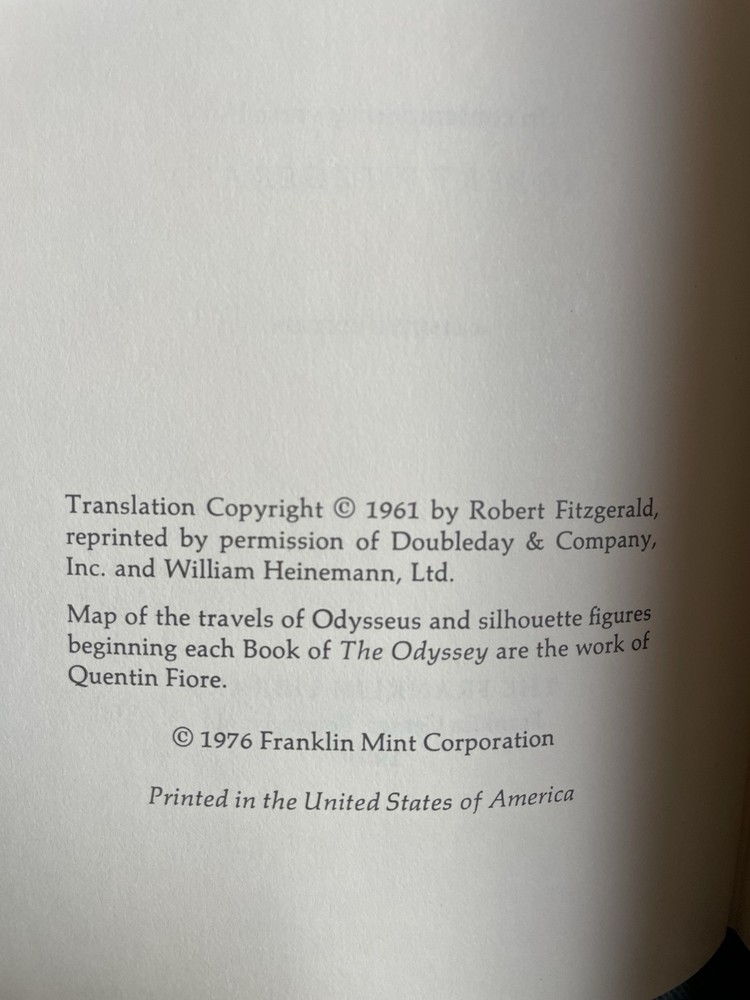 Translation Copyright © 1961 by Robert Fitzgerald,
reprinted by permission of Doubleday & Company,
Inc. and William Heinemann, Ltd.
Map of the travels of Odysseus and silhouette figures
beginning each Book of The Odyssey are the work of
Quentin Fiore.
© 1976 Franklin Mint Corporation
Printed in the United States of America